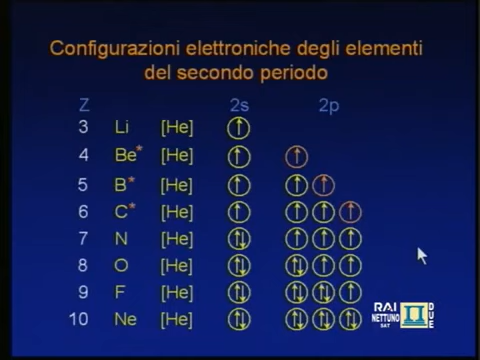 Configurazioni elettroniche degli elementi
del secondo periodo
Z 2s 2p
3 Li [He] ↑
4 Be* [He] ↑ ↑
5 B* [He] ↑ ↑ ↑
6 C* [He] ↑ ↑ ↑ ↑
7 N [He] ↑↓ ↑ ↑ ↑
8 O [He] ↑↓ ↑↓ ↑ ↑
9 F [He] ↑↓ ↑↓ ↑↓ ↑
10 Ne [He] ↑↓ ↑↓ ↑↓ ↑↓
RAI
NETTUNO
SAT
DUE